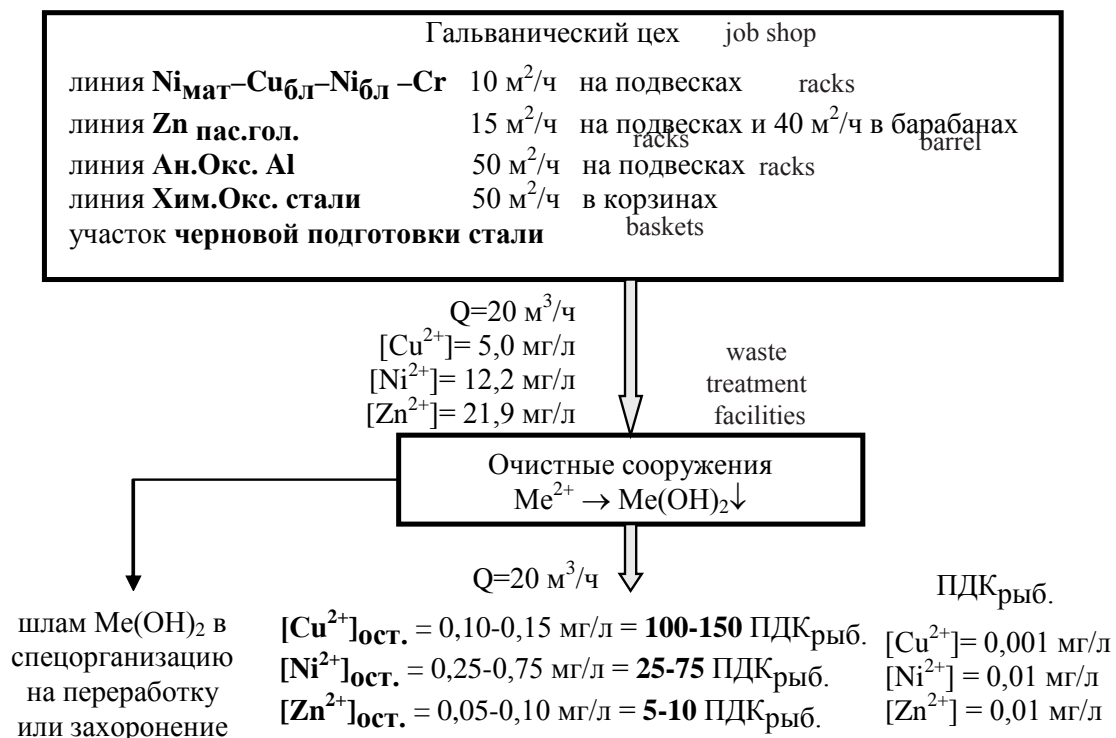 Гальванический цех job shop
линия Niмат–Cuбл–Niбл –Cr 10 м²/ч на подвесках racks
линия Zn пас.гол. 15 м²/ч на подвесках и 40 м²/ч в барабанах
racks barrel
линия Ан.Окс. Al 50 м²/ч на подвесках racks
линия Хим.Окс. стали 50 м²/ч в корзинах
участок черновой подготовки стали baskets
Q=20 м³/ч
[Cu²⁺]= 5,0 мг/л
[Ni²⁺]= 12,2 мг/л
[Zn²⁺]= 21,9 мг/л
waste
treatment
facilities
Очистные сооружения
Me²⁺ → Me(OH)₂↓
Q=20 м³/ч
шлам Me(OH)₂ в
спецорганизацию
на переработку
или захоронение
[Cu²⁺]ост. = 0,10-0,15 мг/л = 100-150 ПДКрыб.
[Ni²⁺]ост. = 0,25-0,75 мг/л = 25-75 ПДКрыб.
[Zn²⁺]ост. = 0,05-0,10 мг/л = 5-10 ПДКрыб.
ПДКрыб.
[Cu²⁺]= 0,001 мг/л
[Ni²⁺]= 0,01 мг/л
[Zn²⁺] = 0,01 мг/л